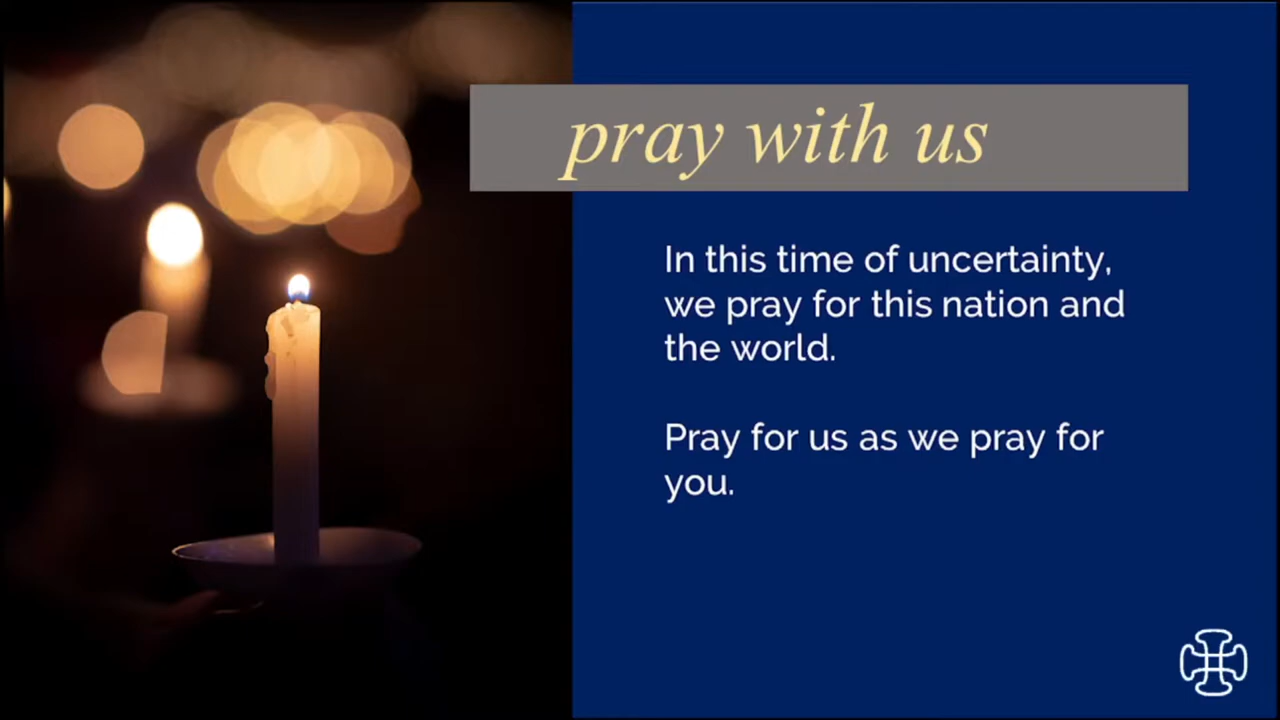 pray with us
In this time of uncertainty,
we pray for this nation and
the world.
Pray for us as we pray for
you.